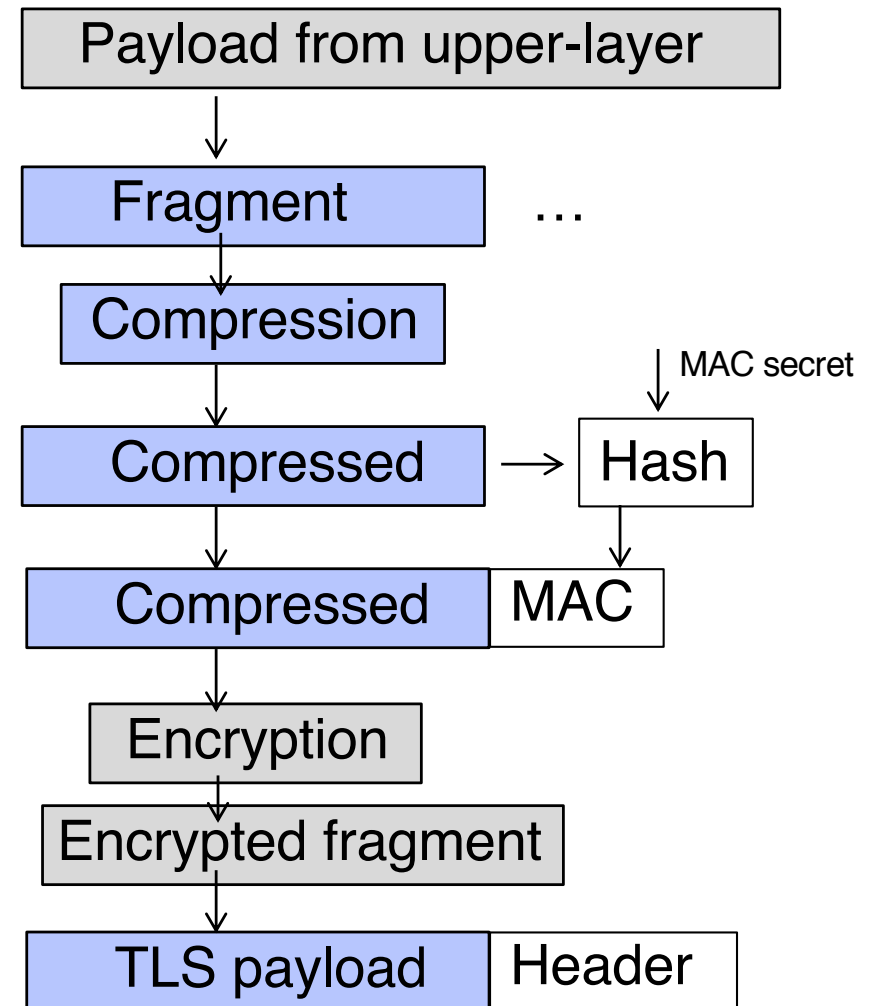 Payload from upper-layer
Fragment ...
Compression
MAC secret
Compressed Hash
Compressed MAC
Encryption
Encrypted fragment
TLS payload Header